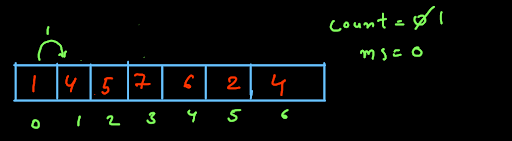 count = 0 1
ms = 0
1
1 4 5 7 6 2 4
0 1 2 3 4 5 6